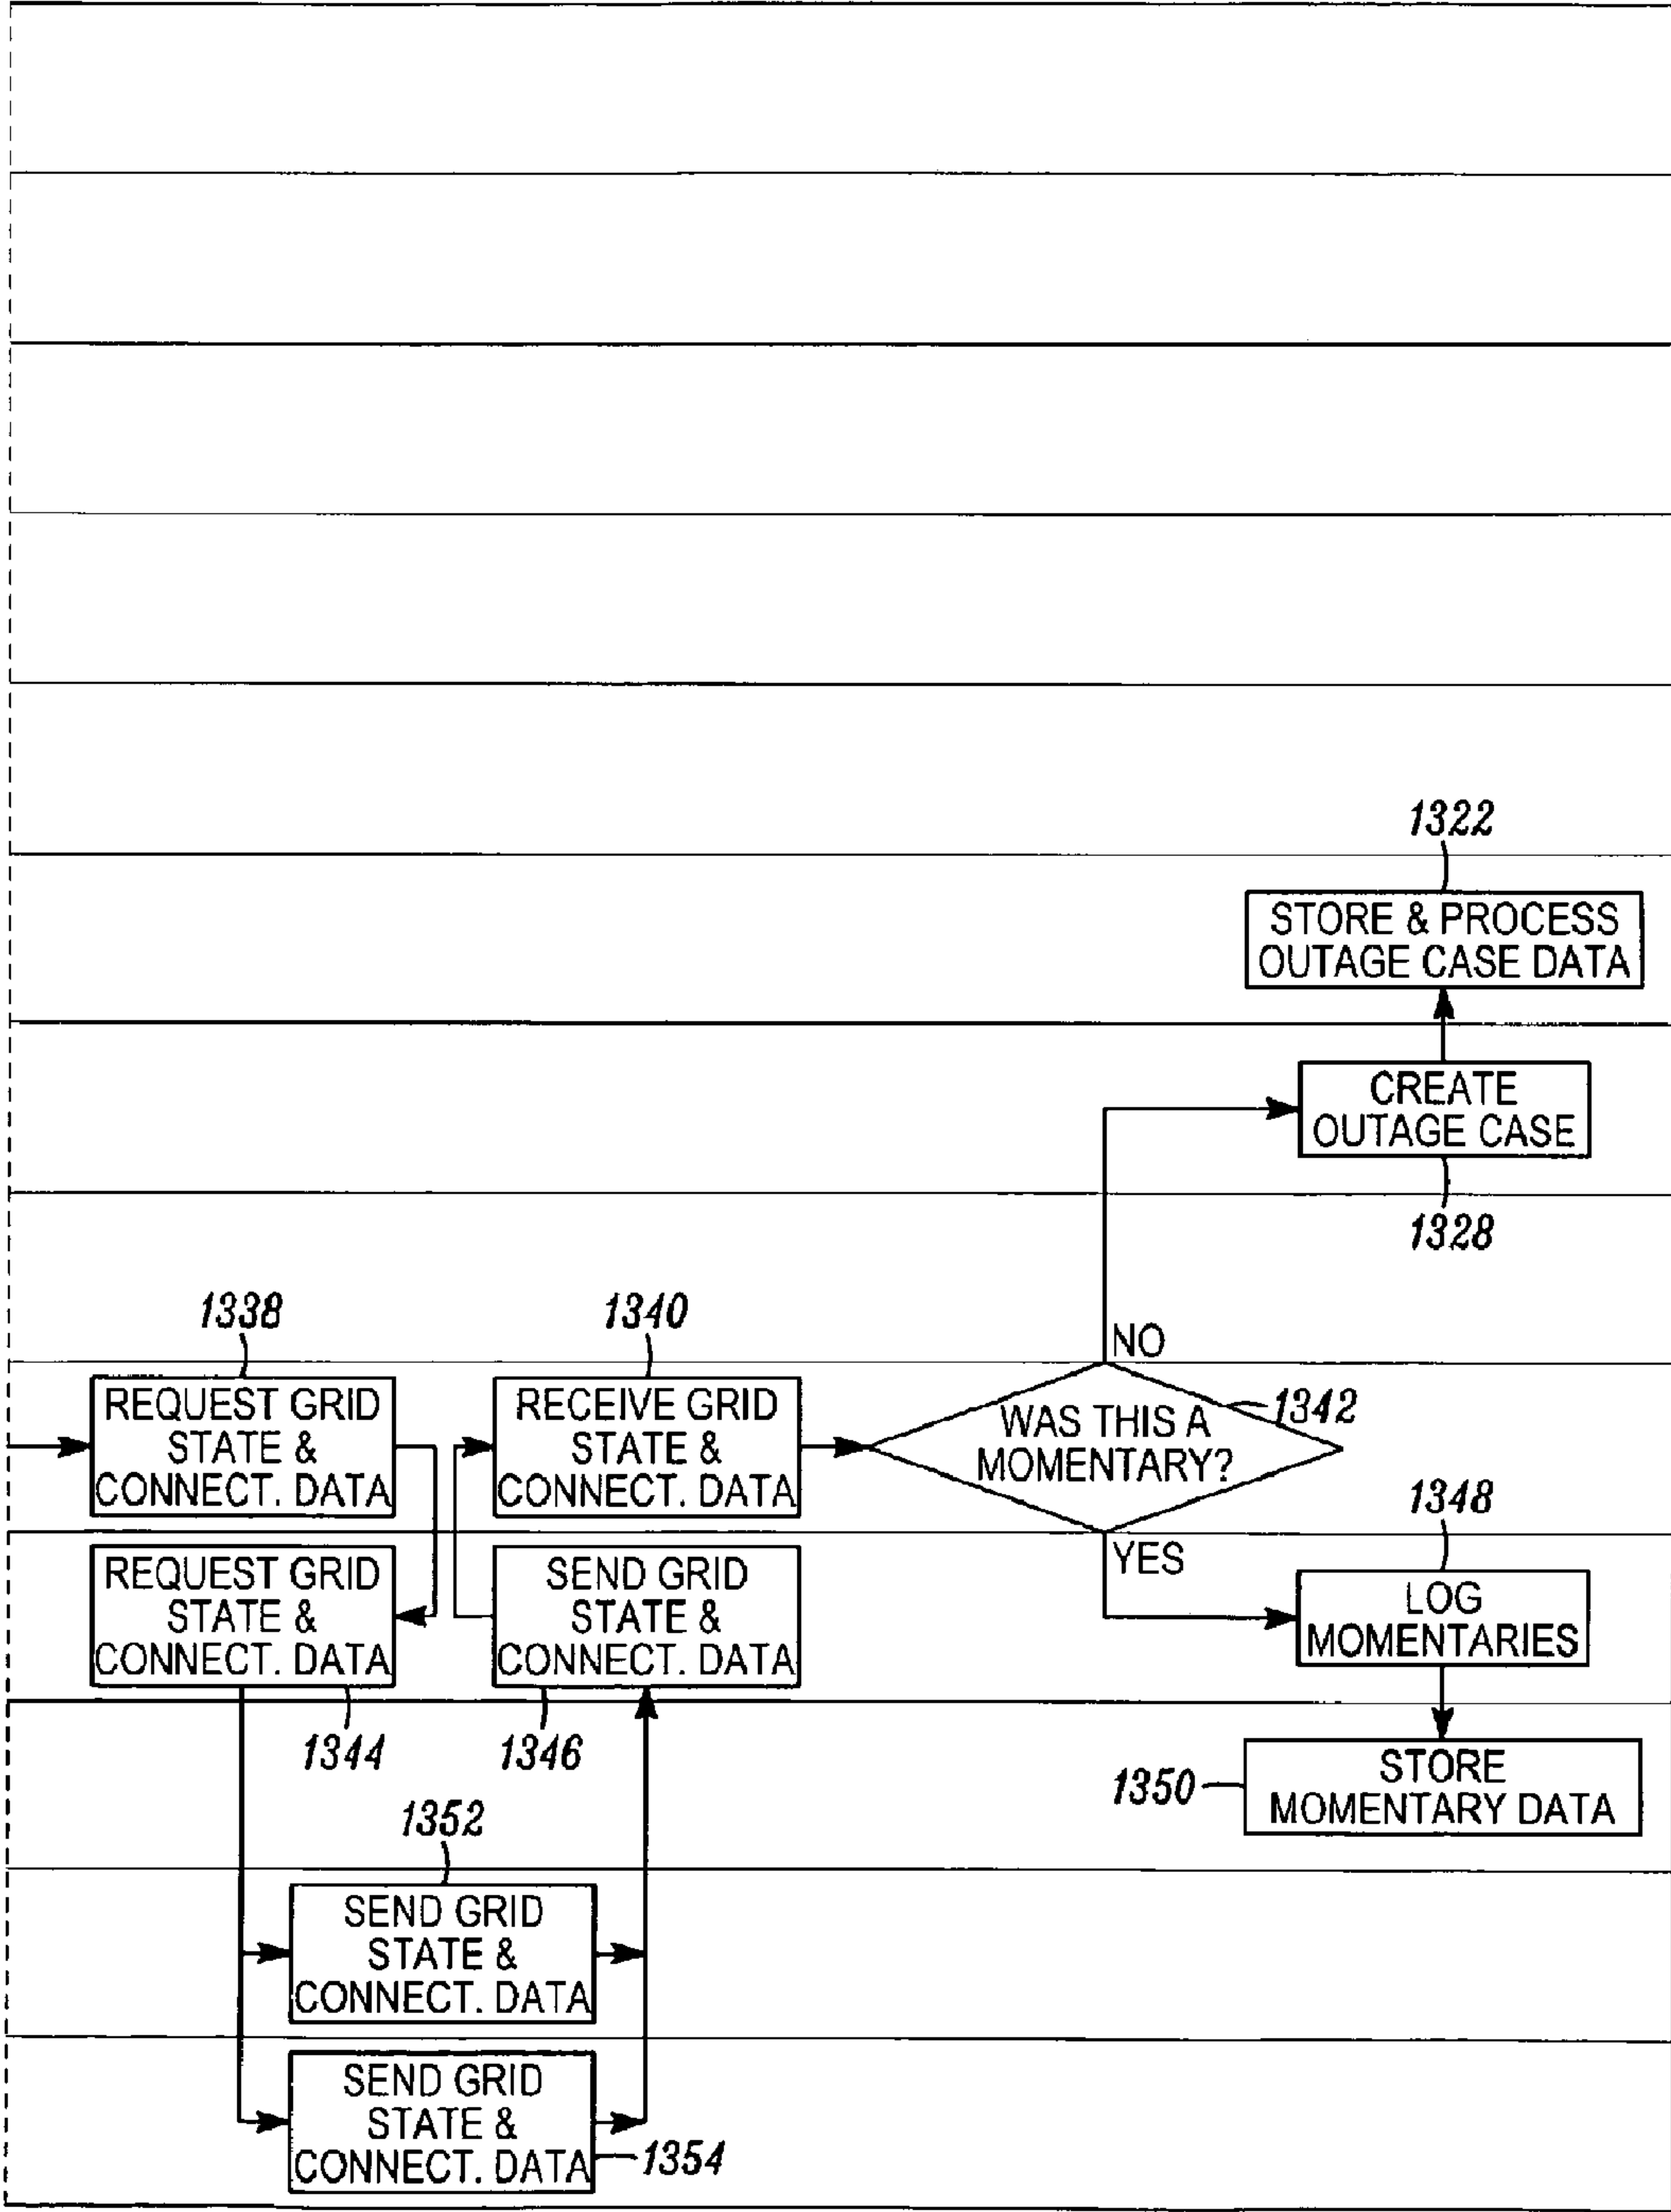 1322
STORE & PROCESS
OUTAGE CASE DATA
CREATE
OUTAGE CASE
1328
1338
REQUEST GRID
STATE &
CONNECT. DATA
1340
RECEIVE GRID
STATE &
CONNECT. DATA
NO
WAS THIS A
MOMENTARY?
1342
YES
REQUEST GRID
STATE &
CONNECT. DATA
1344
SEND GRID
STATE &
CONNECT. DATA
1346
1348
LOG
MOMENTARIES
1350
STORE
MOMENTARY DATA
1352
SEND GRID
STATE &
CONNECT. DATA
SEND GRID
STATE &
CONNECT. DATA
1354